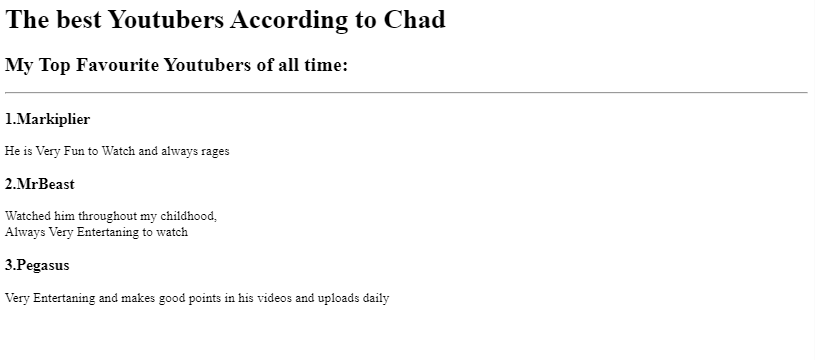 The best Youtubers According to Chad
My Top Favourite Youtubers of all time:
1.Markiplier
He is Very Fun to Watch and always rages
2.MrBeast
Watched him throughout my childhood,
Always Very Entertaning to watch
3.Pegasus
Very Entertaning and makes good points in his videos and uploads daily